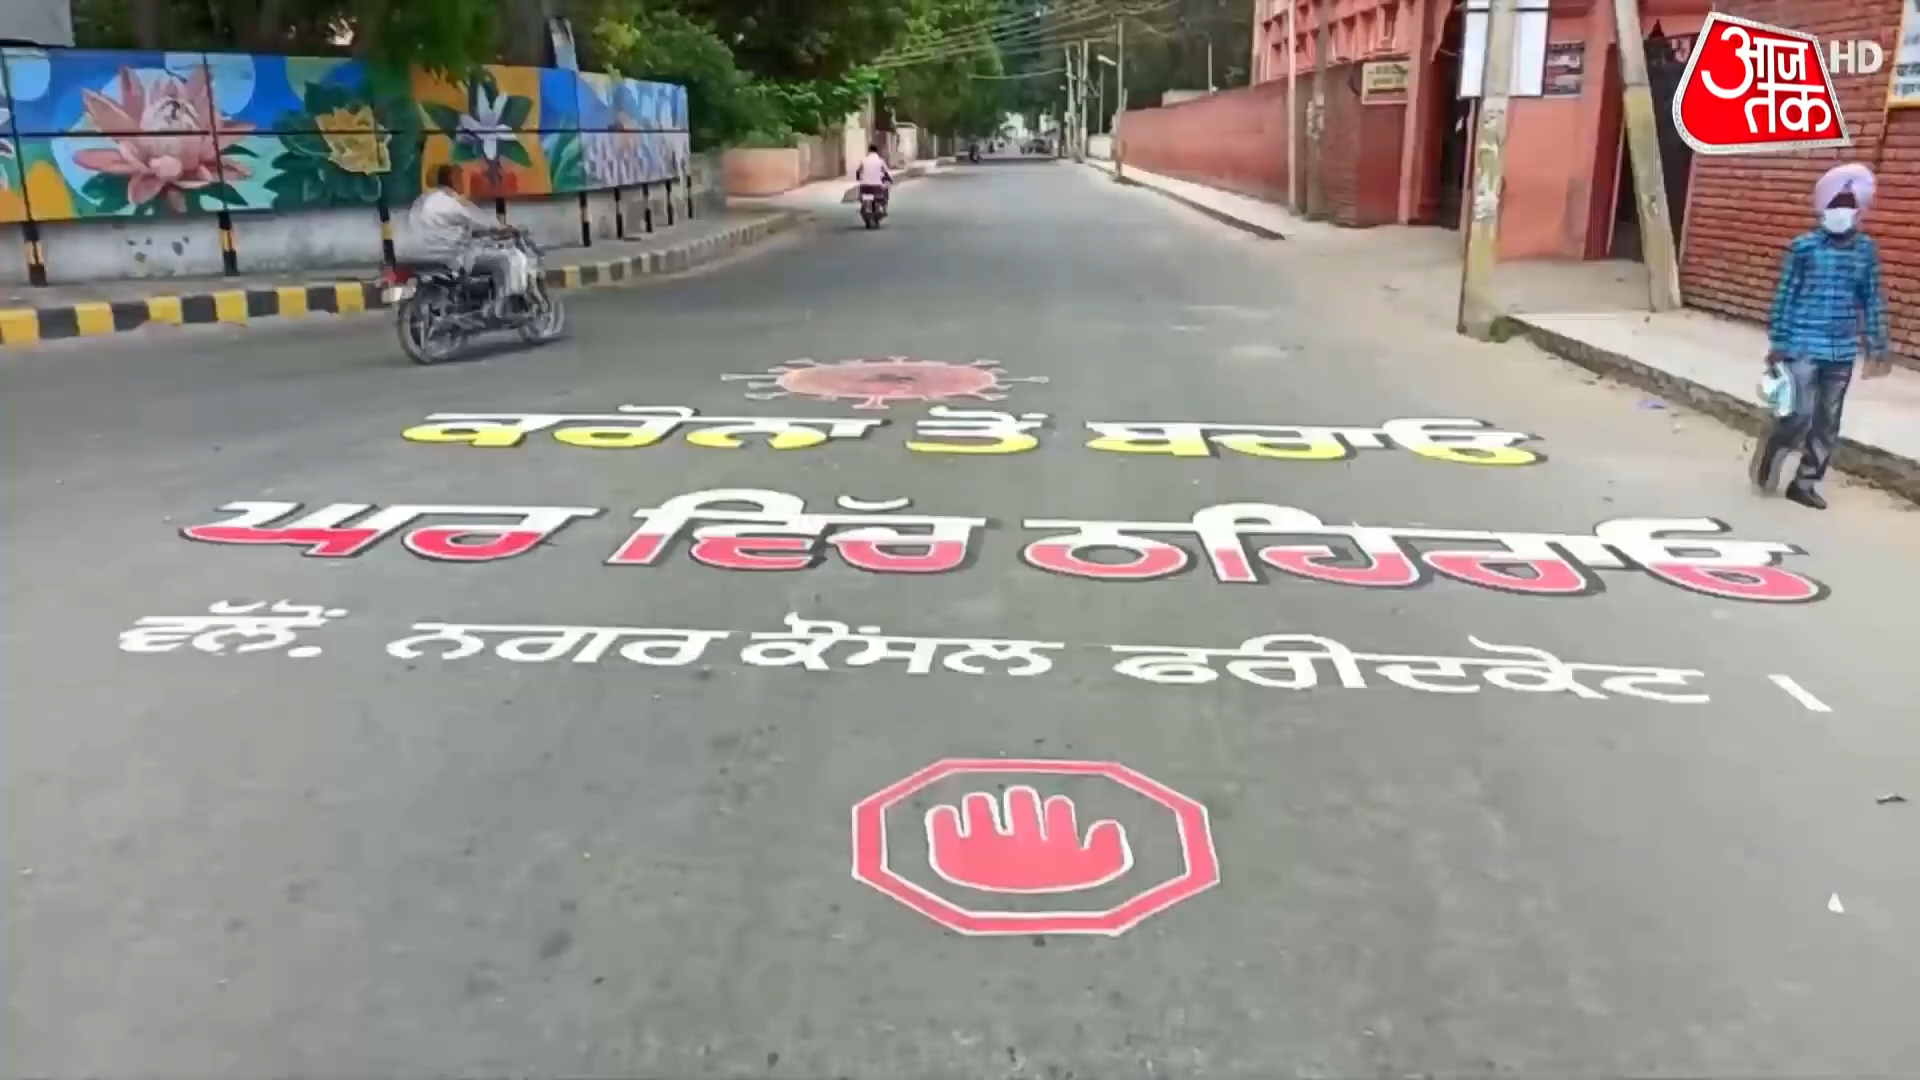 आज
तक
HD
ਕਰੋਨਾ ਤੋਂ ਬਚਾਓ
ਘਰ ਵਿੱਚ ਠਹਿਰਾਓ
ਵੱਲੋਂ: ਨਗਰ ਕੌਂਸਲ ਫਰੀਦਕੋਟ ।